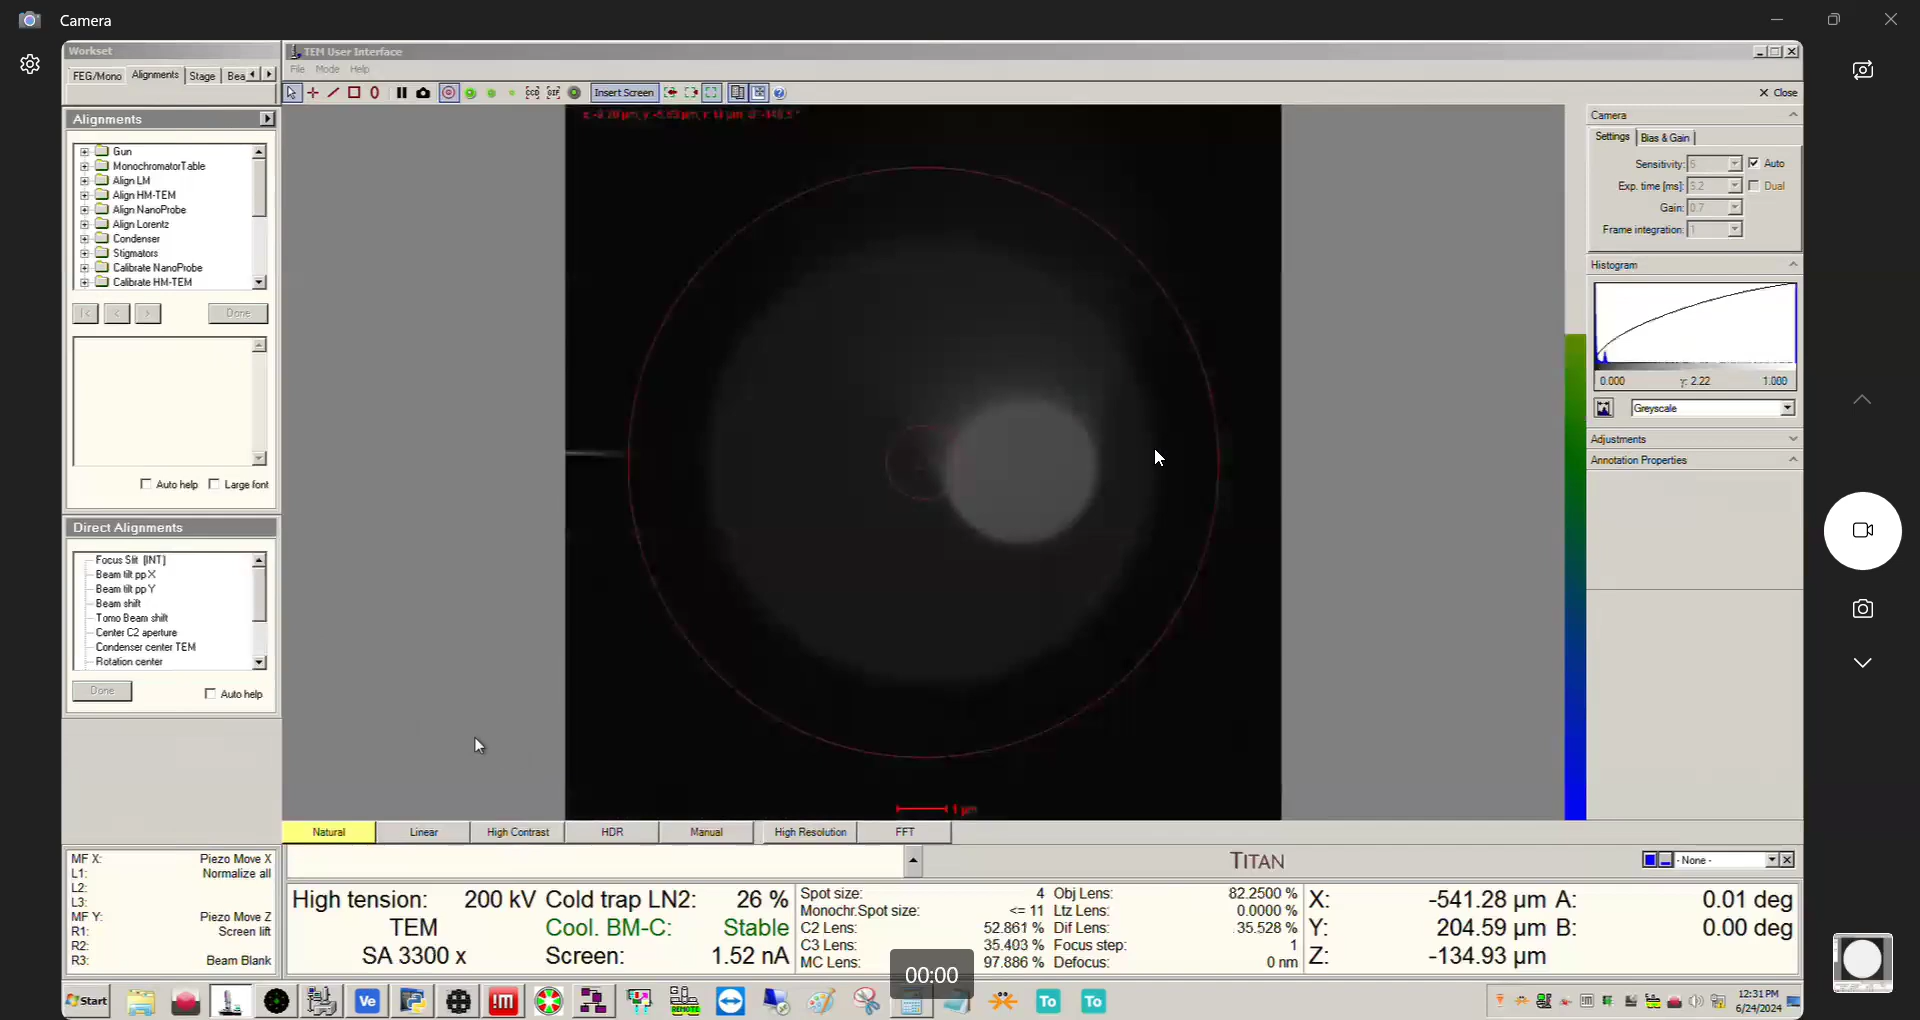 Camera
Workset
TEM User Interface
FEG/Mono Alignments Stage Bea
File Mode Help
CCD GIF Insert Screen Close
Alignments
Gun
MonochromatorTable
Align LM
Align HM-TEM
Align NanoProbe
Align Lorentz
Condenser
Stigmators
Calibrate NanoProbe
Calibrate HM-TEM
Done
Auto help Large font
Direct Alignments
Focus Slit [INT]
Beam tilt pp X
Beam tilt pp Y
Beam shift
Tomo Beam shift
Center C2 aperture
Condenser center TEM
Rotation center
Done Auto help
1 µm
Camera
Settings Bias & Gain
Sensitivity: 6 Auto
Exp. time [ms]: 3.2 Dual
Gain: 0.7
Frame integration: 1
Histogram
0.000 γ: 2.22 1.000
Greyscale
Adjustments
Annotation Properties
Natural Linear High Contrast HDR Manual High Resolution FFT
TITAN
- None -
MF X: Piezo Move X
L1: Normalize all
L2:
L3:
MF Y: Piezo Move Z
R1: Screen lift
R2:
R3: Beam Blank
High tension: 200 kV Cold trap LN2: 26 %
TEM Cool. BM-C: Stable
SA 3300 x Screen: 1.52 nA
Spot size: 4 Obj Lens: 82.2500 %
Monochr.Spot size: <= 11 Ltz Lens: 0.0000 %
C2 Lens: 52.861 % Dif Lens: 35.528 %
C3 Lens: 35.403 % Focus step: 1
MC Lens: 97.886 % Defocus: 0 nm
X: -541.28 µm A: 0.01 deg
Y: 204.59 µm B: 0.00 deg
Z: -134.93 µm
00:00
Start Ve !m REMOTE To To
12:31 PM
6/24/2024